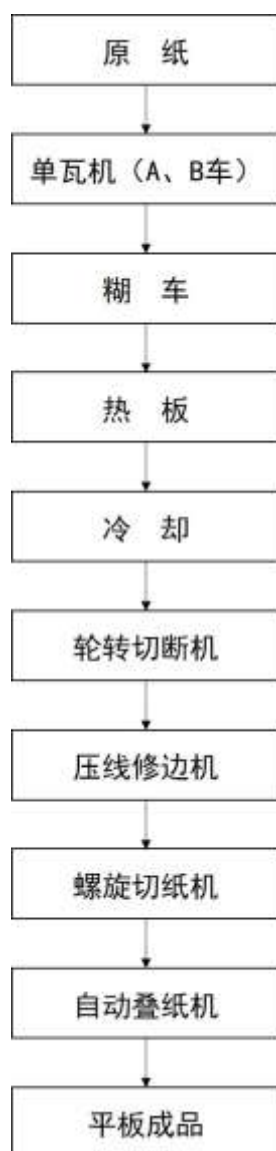 原 纸
单瓦机（A、B车）
糊 车
热 板
冷 却
轮转切断机
压线修边机
螺旋切纸机
自动叠纸机
平板成品